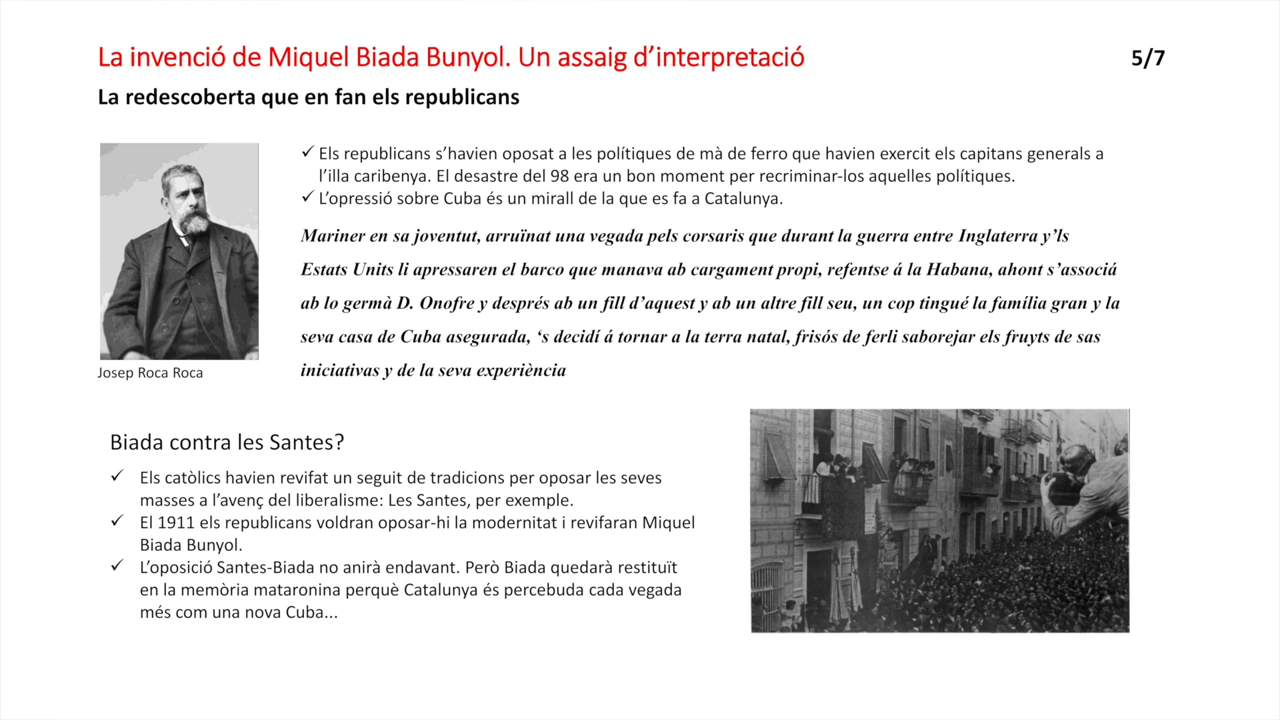 La invenció de Miquel Biada Bunyol. Un assaig d’interpretació
5/7
La redescoberta que en fan els republicans
✓ Els republicans s’havien oposat a les polítiques de mà de ferro que havien exercit els capitans generals a
l’illa caribenya. El desastre del 98 era un bon moment per recriminar-los aquelles polítiques.
✓ L’opressió sobre Cuba és un mirall de la que es fa a Catalunya.
Mariner en sa joventut, arruïnat una vegada pels corsaris que durant la guerra entre Inglaterra y’ls
Estats Units li apressaren el barco que manava ab cargament propi, refentse á la Habana, ahont s’associá
ab lo germà D. Onofre y després ab un fill d’aquest y ab un altre fill seu, un cop tingué la família gran y la
seva casa de Cuba asegurada, ‘s decidí á tornar a la terra natal, frisós de ferli saborejar els fruyts de sas
iniciativas y de la seva experiència
Josep Roca Roca
Biada contra les Santes?
✓ Els catòlics havien revifat un seguit de tradicions per oposar les seves
masses a l’avenç del liberalisme: Les Santes, per exemple.
✓ El 1911 els republicans voldran oposar-hi la modernitat i revifaran Miquel
Biada Bunyol.
✓ L’oposició Santes-Biada no anirà endavant. Però Biada quedarà restituït
en la memòria mataronina perquè Catalunya és percebuda cada vegada
més com una nova Cuba...